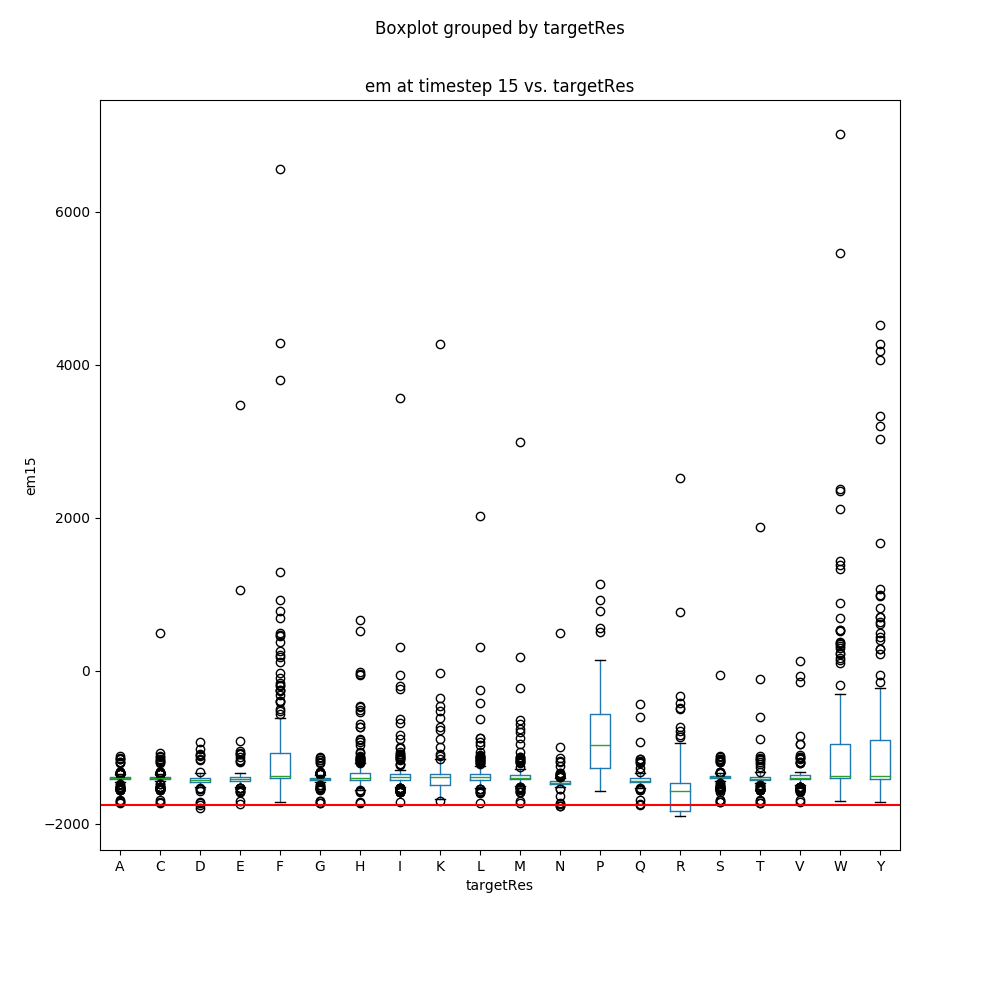 Boxplot grouped by targetRes
em at timestep 15 vs. targetRes
6000
4000
2000
0
−2000
em15
A C D E F G H I K L M N P Q R S T V W Y
targetRes